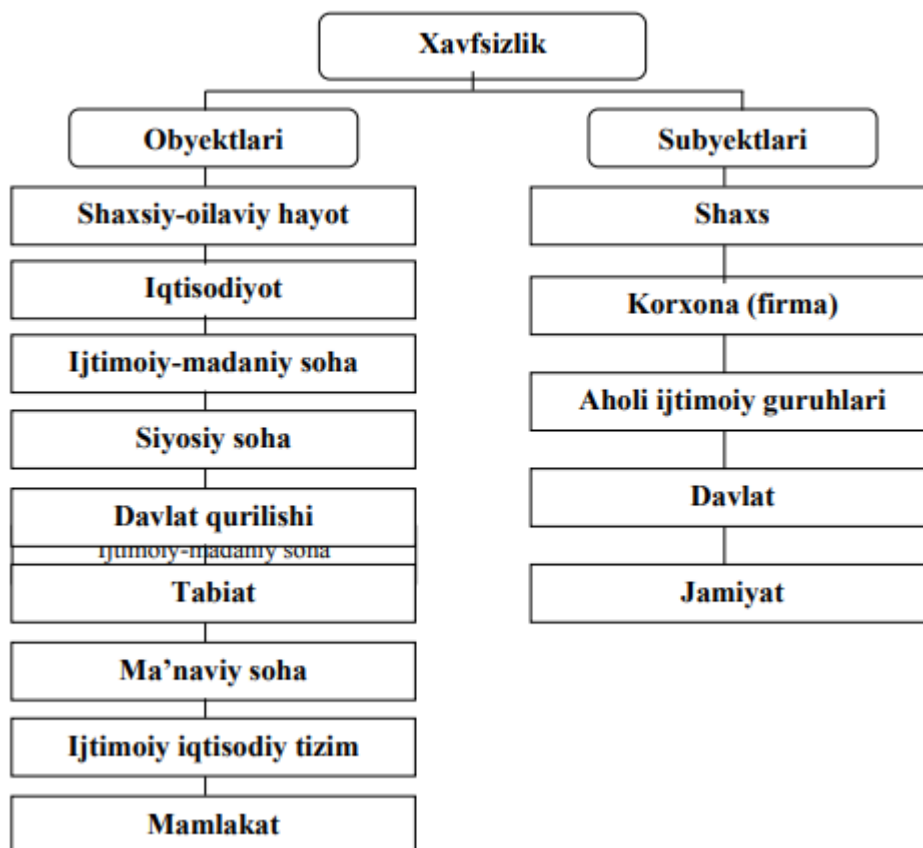 Xavfsizlik
Obyektlari
Subyektlari
Shaxsiy-oilaviy hayot
Iqtisodiyot
Ijtimoiy-madaniy soha
Siyosiy soha
Davlat qurilishi
Ijtimoiy-madaniy soha
Tabiat
Ma’naviy soha
Ijtimoiy iqtisodiy tizim
Mamlakat
Shaxs
Korxona (firma)
Aholi ijtimoiy guruhlari
Davlat
Jamiyat